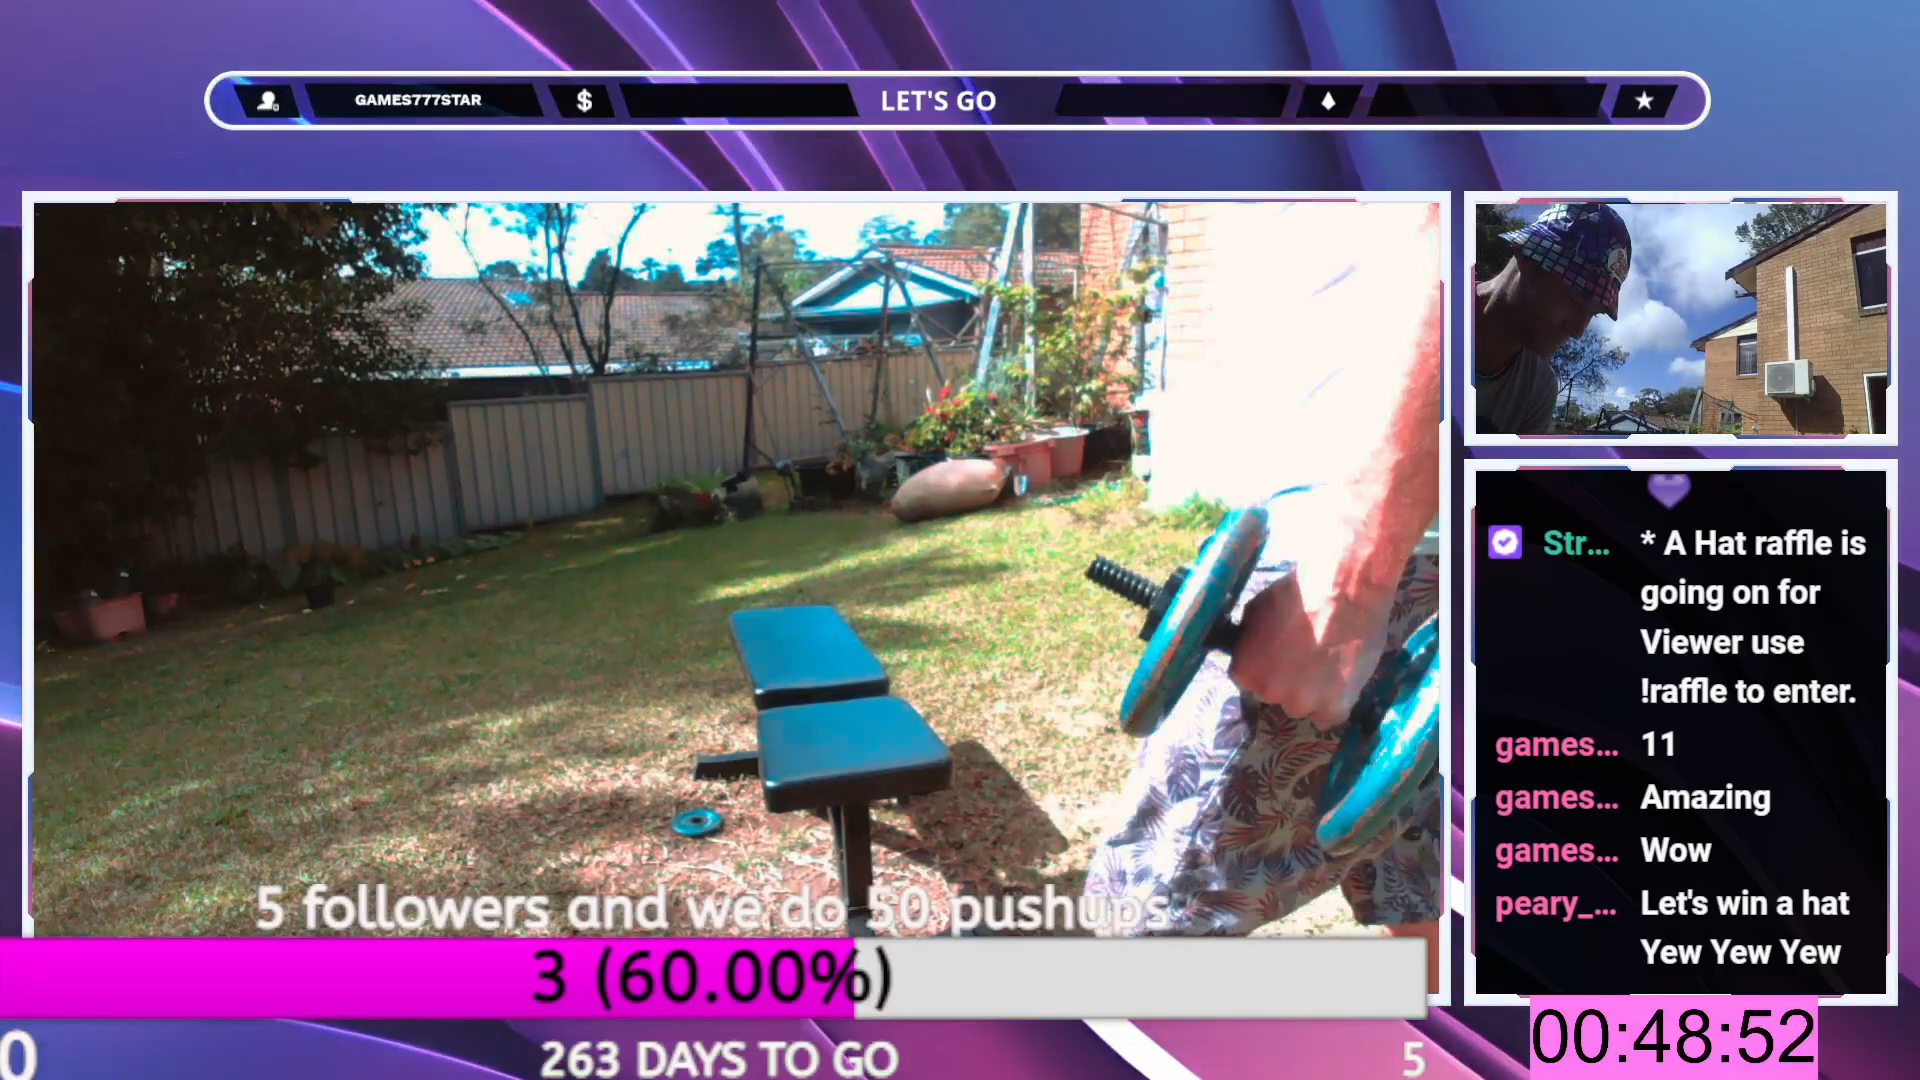 GAMES777STAR
$
LET'S GO
Str... * A Hat raffle is
going on for
Viewer use
!raffle to enter.
games... 11
games... Amazing
games... Wow
peary_... Let's win a hat
Yew Yew Yew
5 followers and we do 50 pushups
3 (60.00%)
0
263 DAYS TO GO
5
00:48:52